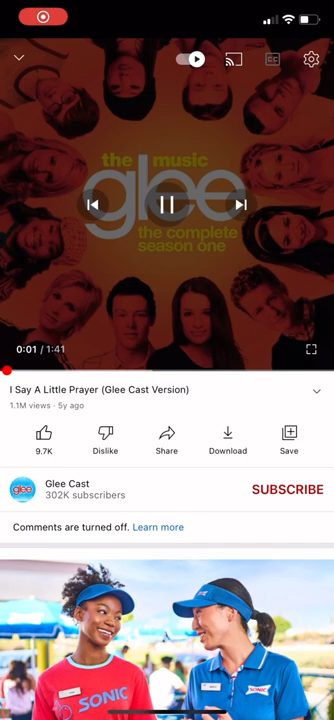 CC
the music
glee
the complete
season one
0:01 / 1:41
I Say A Little Prayer (Glee Cast Version)
1.1M views · 5y ago
9.7K
Dislike
Share
Download
Save
glee
Glee Cast
302K subscribers
SUBSCRIBE
Comments are turned off. Learn more
SONIC
SONIC